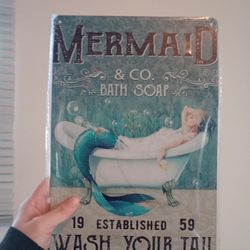 MERMAID
& CO.
BATH SOAP
19 ESTABLISHED 59
WASH YOUR TAIL